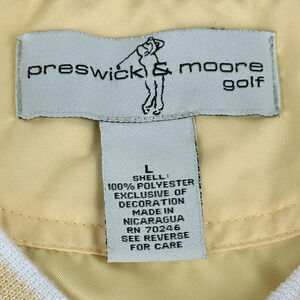 preswick & moore
golf
L
SHELL:
100% POLYESTER
EXCLUSIVE OF
DECORATION
MADE IN
NICARAGUA
RN 70246
SEE REVERSE
FOR CARE